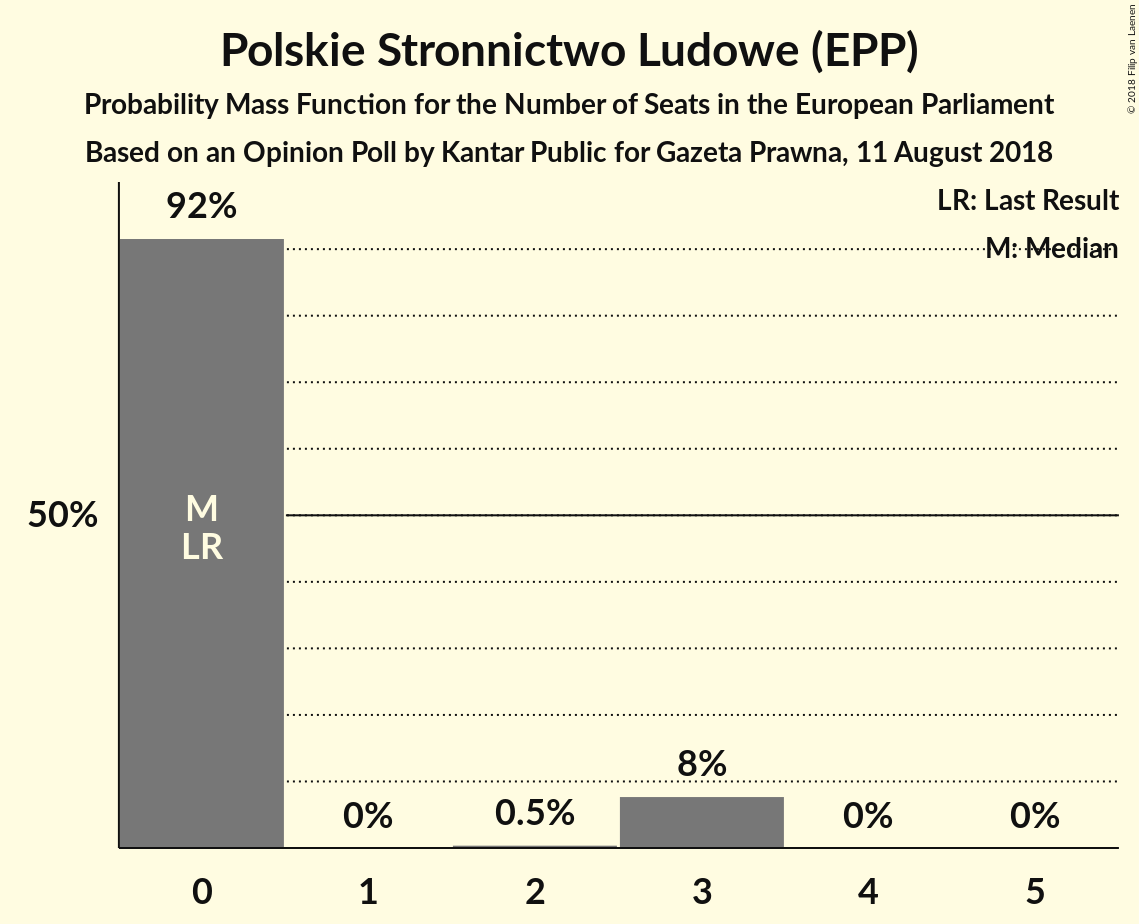 Polskie Stronnictwo Ludowe (EPP)
Probability Mass Function for the Number of Seats in the European Parliament
Based on an Opinion Poll by Kantar Public for Gazeta Prawna, 11 August 2018
© 2018 Filip van Laenen
LR: Last Result
M: Median
92%
50%
M
LR
0%
0.5%
8%
0%
0%
0
1
2
3
4
5